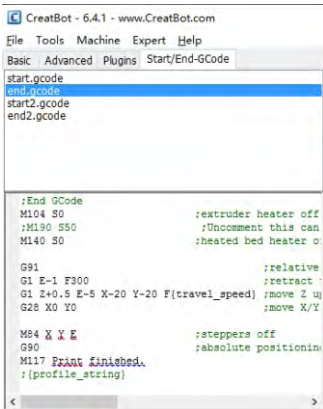 CreatBot - 6.4.1 - www.CreatBot.com
File Tools Machine Expert Help
Basic Advanced Plugins Start/End-GCode
start.gcode
end.gcode
start2.gcode
end2.gcode
;End GCode
M104 S0 ;extruder heater off
;M190 S50 ;Uncomment this can
M140 S0 ;heated bed heater o
G91 ;relative
G1 E-1 F300 ;retract
G1 Z+0.5 E-5 X-20 Y-20 F{travel_speed} ;move Z u
G28 X0 Y0 ;move X/Y
M84 X Y E ;steppers off
G90 ;absolute positionin
M117 Print finished.
;{profile_string}